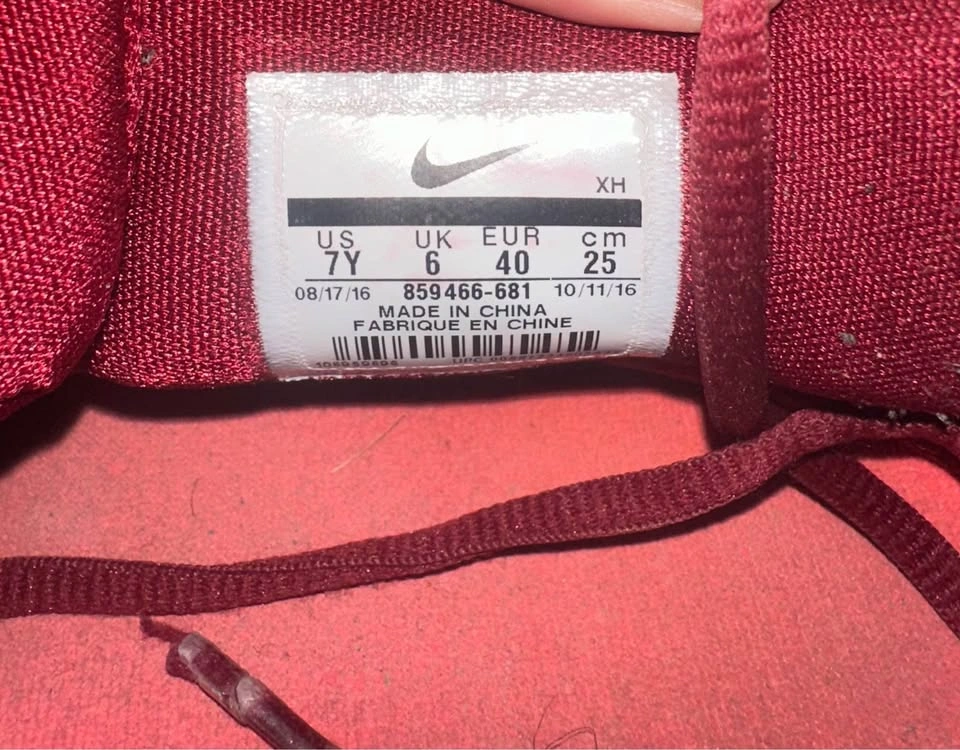 XH
US UK EUR cm
7Y 6 40 25
08/17/16 859466-681 10/11/16
MADE IN CHINA
FABRIQUE EN CHINE
UPC